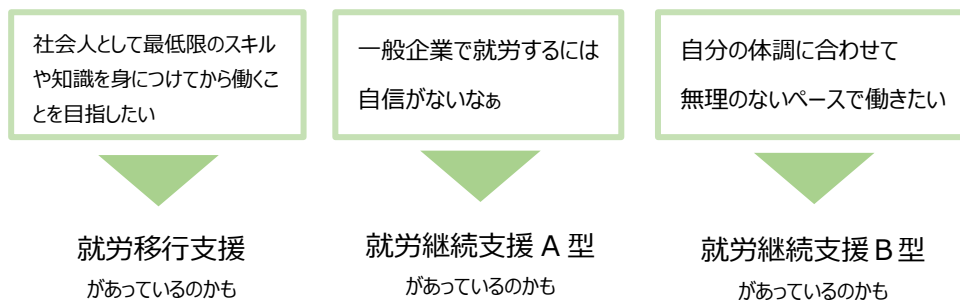 社会人として最低限のスキル
や知識を身につけてから働くこ
とを目指したい
就労移行支援
があっているのかも
一般企業で就労するには
自信がないなぁ
就労継続支援 A 型
があっているのかも
自分の体調に合わせて
無理のないペースで働きたい
就労継続支援 B 型
があっているのかも